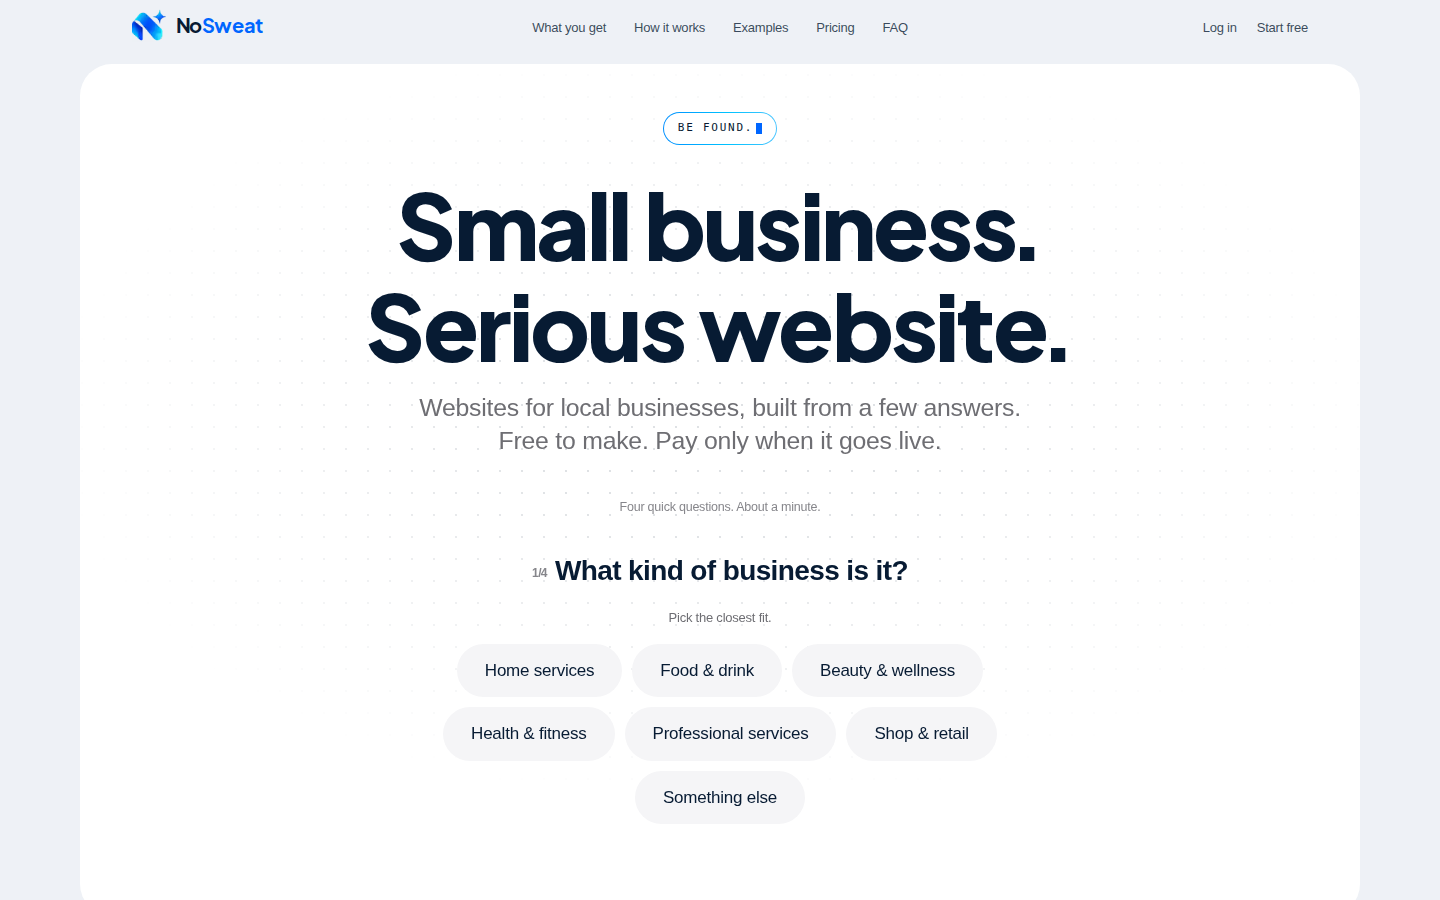 NoSweat
What you get
How it works
Examples
Pricing
FAQ
Log in
Start free
BE FOUND.
Small business.
Serious website.
Websites for local businesses, built from a few answers.
Free to make. Pay only when it goes live.
Four quick questions. About a minute.
1/4 What kind of business is it?
Pick the closest fit.
Home services
Food & drink
Beauty & wellness
Health & fitness
Professional services
Shop & retail
Something else